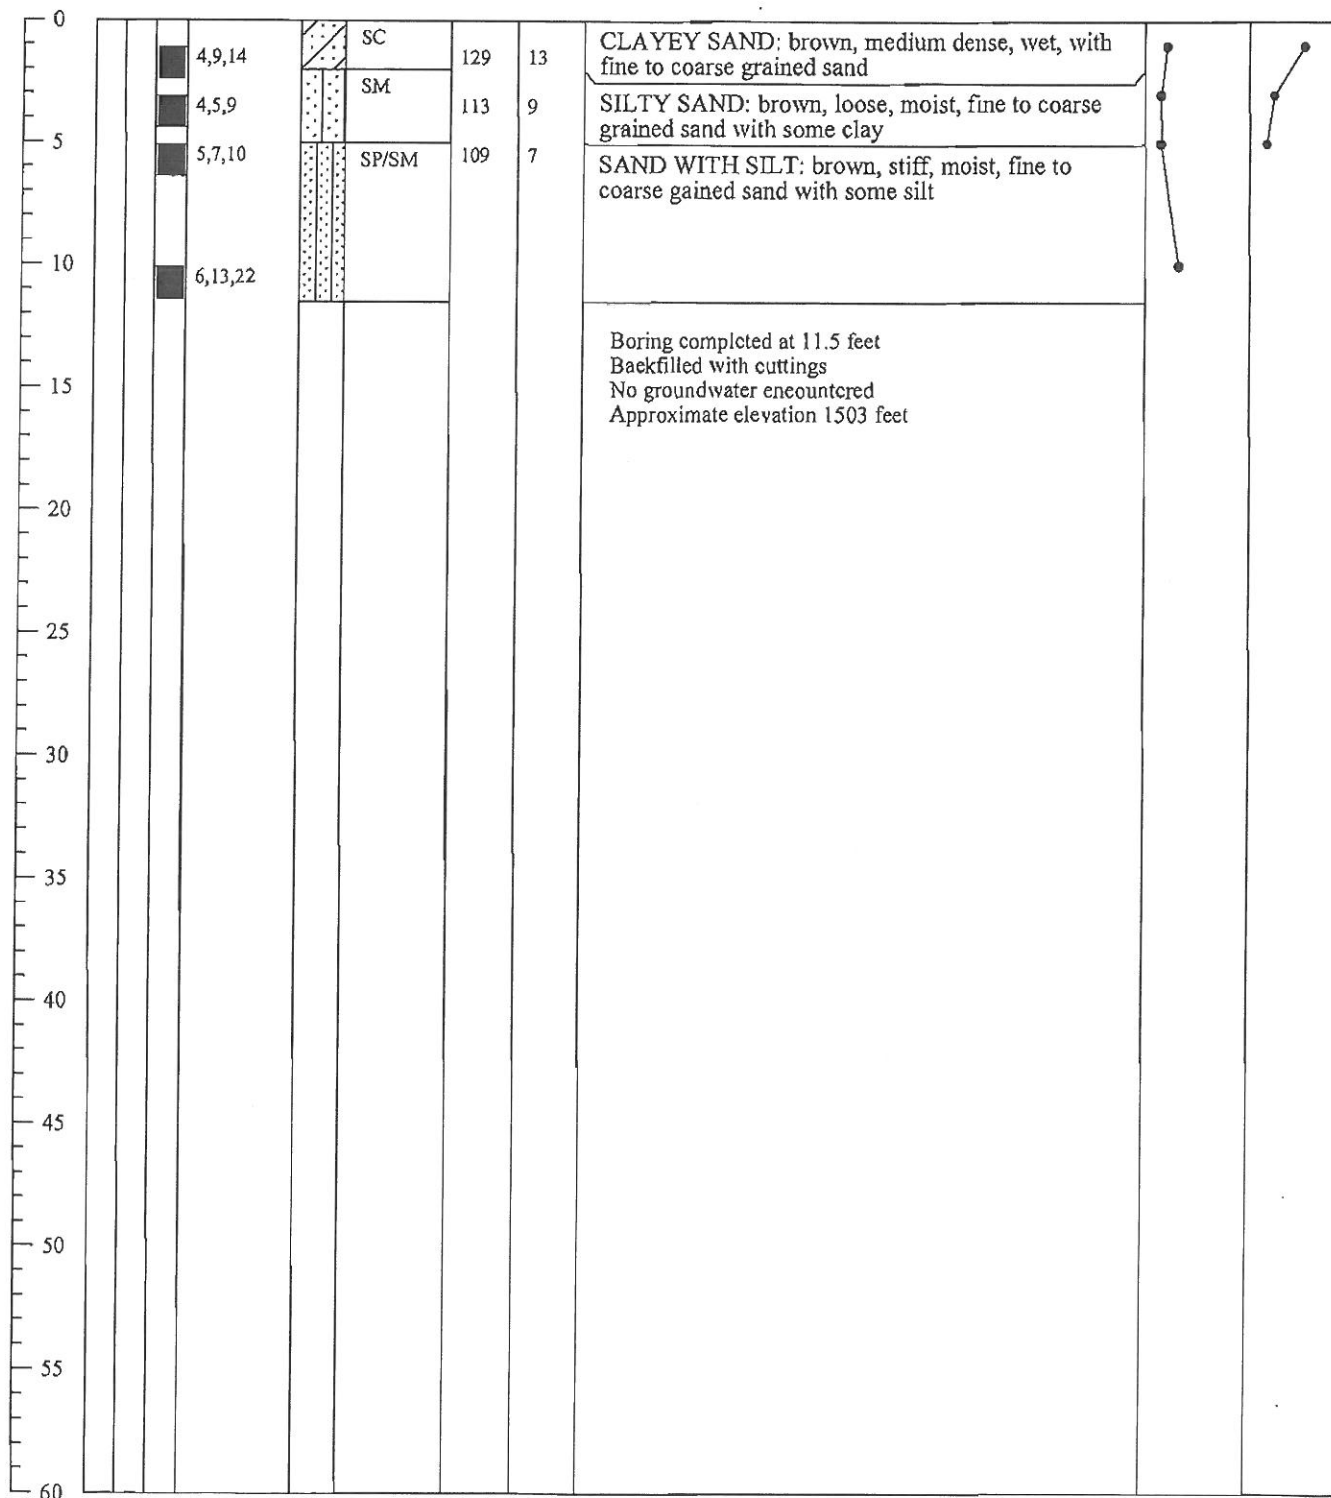 0
SC
CLAYEY SAND: brown, medium dense, wet, with
4,9,14
129
13
fine to coarse grained sand
SM
4,5,9
113
9
SILTY SAND: brown, loose, moist, fine to coarse
grained sand with some clay
5
5,7,10
SP/SM
109
7
SAND WITH SILT: brown, stiff, moist, fine to
coarse gained sand with some silt
10
6,13,22
Boring completed at 11.5 feet
Backfilled with cuttings
No groundwater encountered
Approximate elevation 1503 feet
15
20
25
30
35
40
45
50
55
60